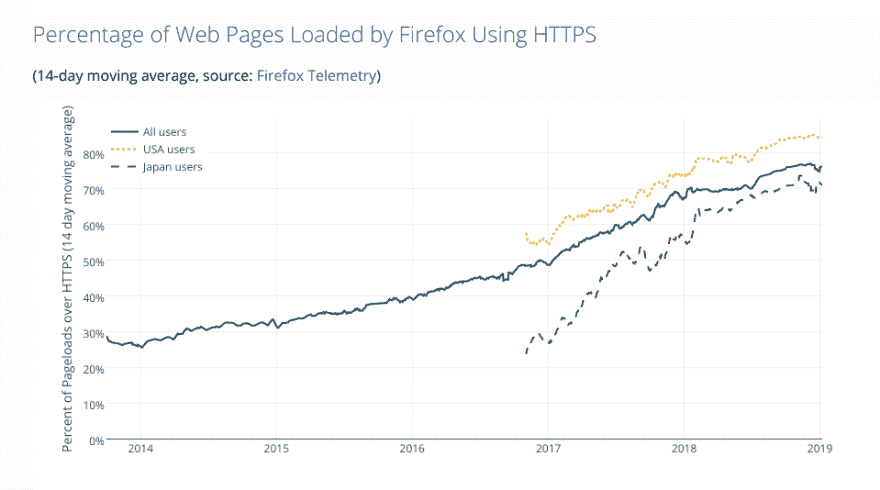 Percentage of Web Pages Loaded by Firefox Using HTTPS
(14-day moving average, source: Firefox Telemetry)
Percent of Pageloads over HTTPS (14 day moving average)
All users
USA users
Japan users
80%
70%
60%
50%
40%
30%
20%
10%
0%
2014 2015 2016 2017 2018 2019